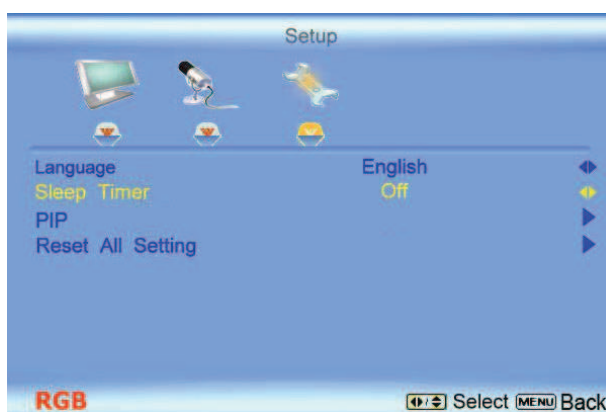 Setup
Language English
Sleep Timer Off
PIP
Reset All Setting
RGB Select MENU Back